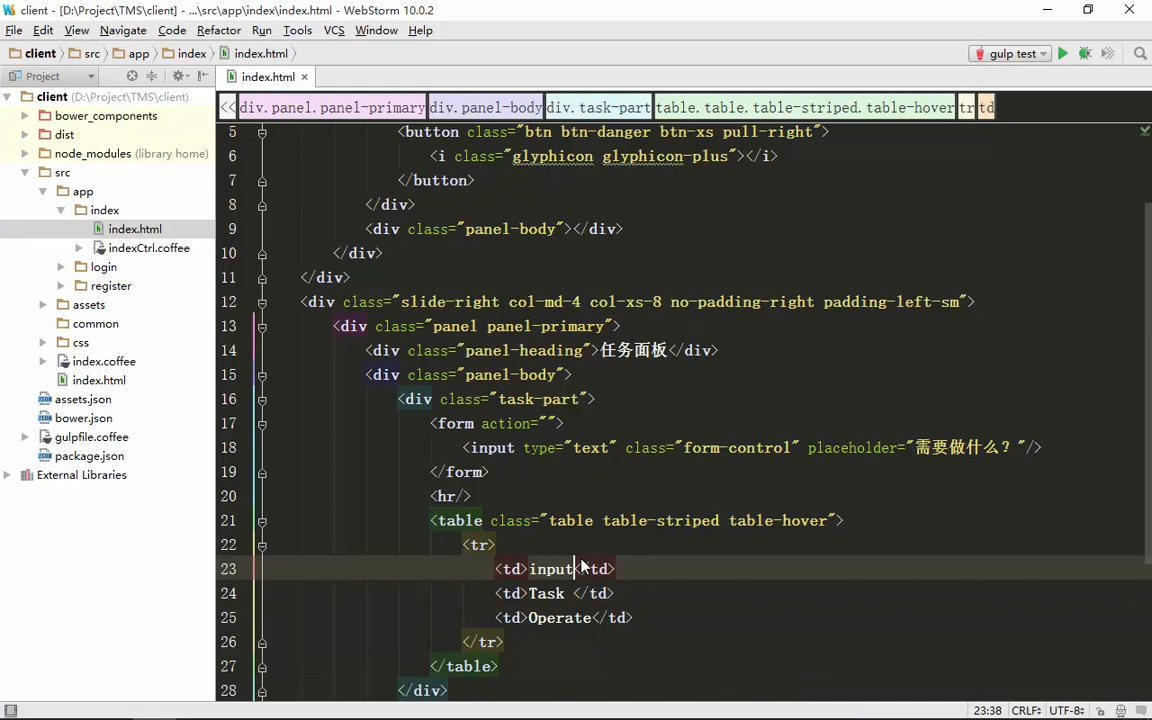 client - [D:\Project\TMS\client] - ...\src\app\index\index.html - WebStorm 10.0.2
File Edit View Navigate Code Refactor Run Tools VCS Window Help
client src app index index.html gulp test
Project index.html
<< div.panel.panel-primary div.panel-body div.task-part table.table.table-striped.table-hover tr td
client (D:\Project\TMS\client)
bower_components
dist
node_modules (library home)
src
app
index
index.html
indexCtrl.coffee
login
register
assets
common
css
index.coffee
index.html
assets.json
bower.json
gulpfile.coffee
package.json
External Libraries
5 <button class="btn btn-danger btn-xs pull-right">
6 <i class="glyphicon glyphicon-plus"></i>
7 </button>
8 </div>
9 <div class="panel-body"></div>
10 </div>
11 </div>
12 <div class="slide-right col-md-4 col-xs-8 no-padding-right padding-left-sm">
13 <div class="panel panel-primary">
14 <div class="panel-heading">任务面板</div>
15 <div class="panel-body">
16 <div class="task-part">
17 <form action="">
18 <input type="text" class="form-control" placeholder="需要做什么？"/>
19 </form>
20 <hr/>
21 <table class="table table-striped table-hover">
22 <tr>
23 <td>input</td>
24 <td>Task </td>
25 <td>Operate</td>
26 </tr>
27 </table>
28 </div>
23:38 CRLF UTF-8